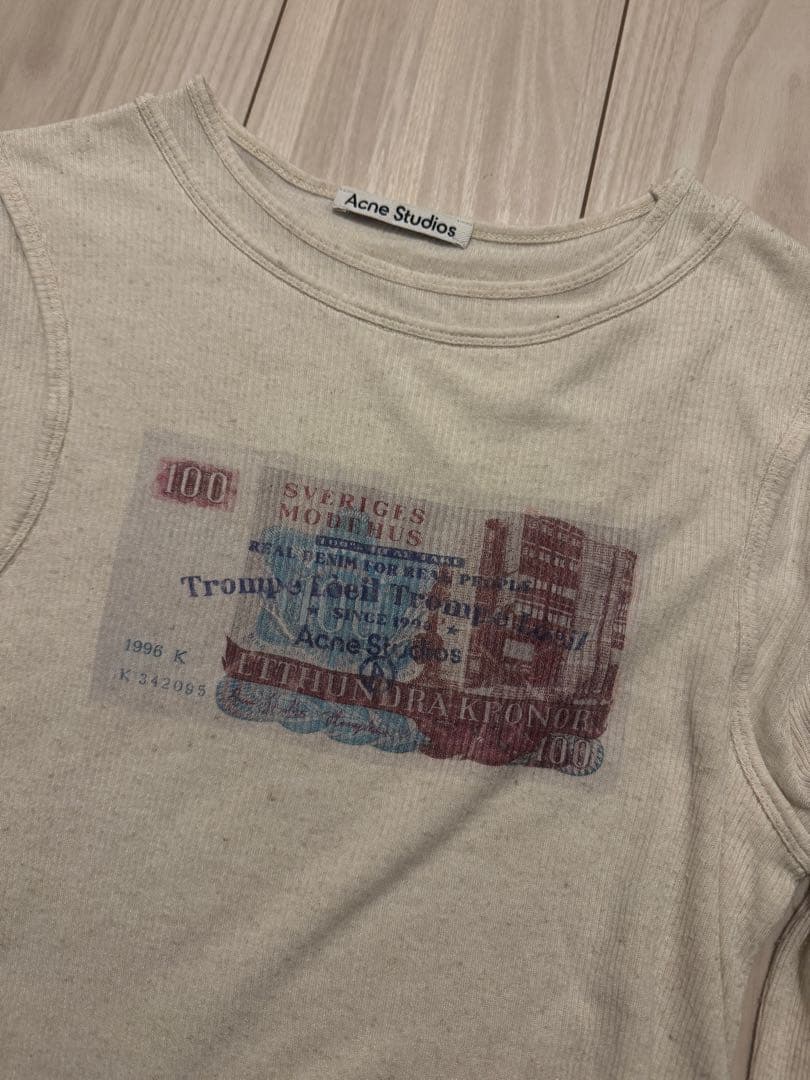 Acne Studios
100
SVERIGES
MODEHUS
REAL DENIM FOR REAL PEOPLE
Trompe L'oeil Trompe L'oeil
SINCE 1996
Acne Studios
1996 K
K 342095
ETTHUNDRA KRONOR
100